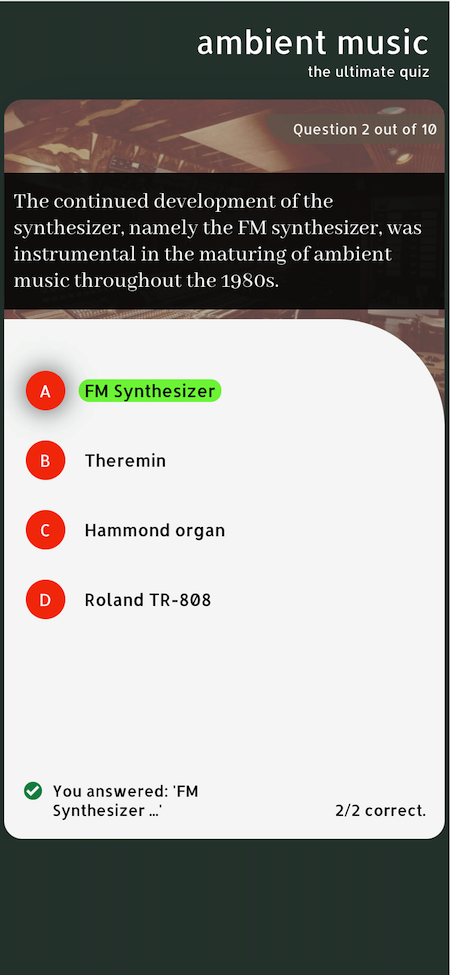 ambient music
the ultimate quiz
Question 2 out of 10
The continued development of the
synthesizer, namely the FM synthesizer, was
instrumental in the maturing of ambient
music throughout the 1980s.
A FM Synthesizer
B Theremin
C Hammond organ
D Roland TR-808
You answered: 'FM
Synthesizer ...'
2/2 correct.